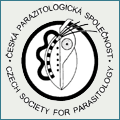 ČESKÁ PARAZITOLOGICKÁ SPOLEČNOST
CZECH SOCIETY FOR PARASITOLOGY